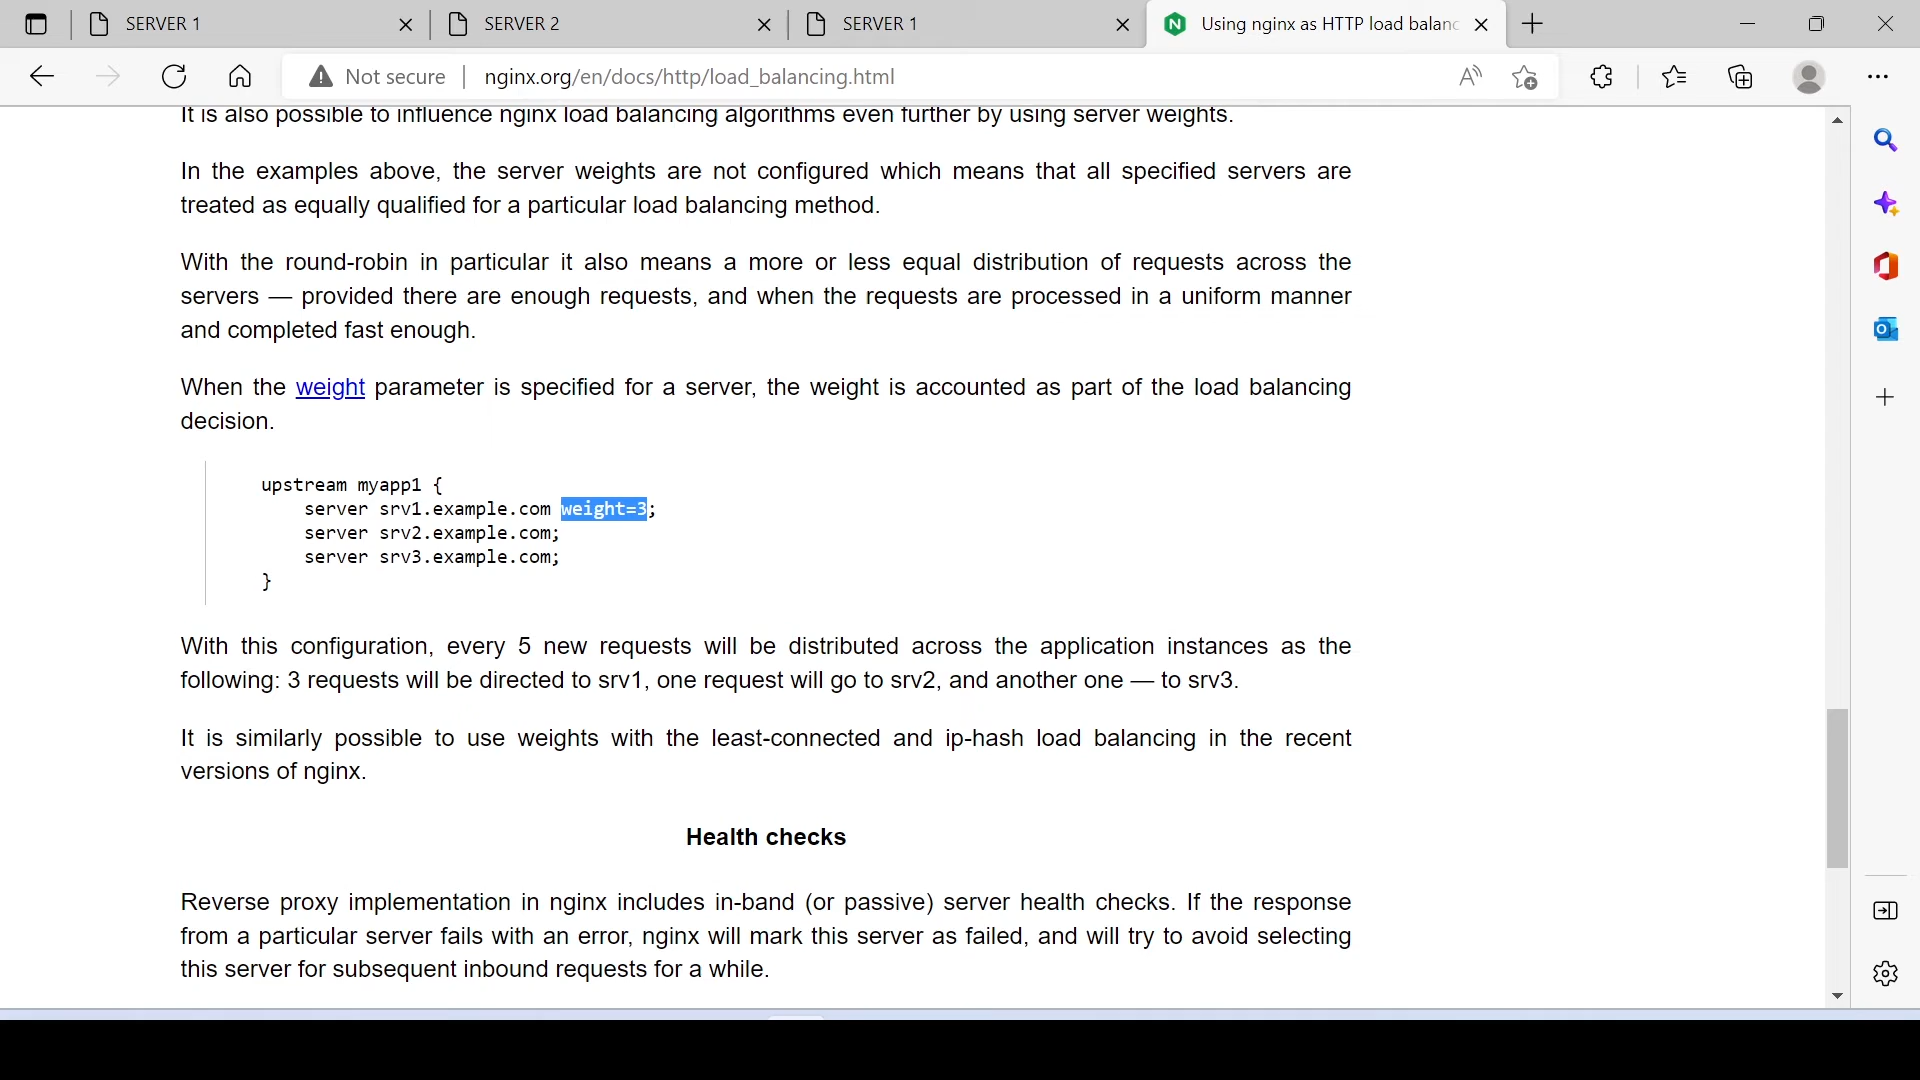 SERVER 1
SERVER 2
SERVER 1
Using nginx as HTTP load balanc
Not secure
nginx.org/en/docs/http/load_balancing.html
It is also possible to influence nginx load balancing algorithms even further by using server weights.
In the examples above, the server weights are not configured which means that all specified servers are
treated as equally qualified for a particular load balancing method.
With the round-robin in particular it also means a more or less equal distribution of requests across the
servers — provided there are enough requests, and when the requests are processed in a uniform manner
and completed fast enough.
When the weight parameter is specified for a server, the weight is accounted as part of the load balancing
decision.
upstream myapp1 {
server srv1.example.com weight=3;
server srv2.example.com;
server srv3.example.com;
}
With this configuration, every 5 new requests will be distributed across the application instances as the
following: 3 requests will be directed to srv1, one request will go to srv2, and another one — to srv3.
It is similarly possible to use weights with the least-connected and ip-hash load balancing in the recent
versions of nginx.
Health checks
Reverse proxy implementation in nginx includes in-band (or passive) server health checks. If the response
from a particular server fails with an error, nginx will mark this server as failed, and will try to avoid selecting
this server for subsequent inbound requests for a while.